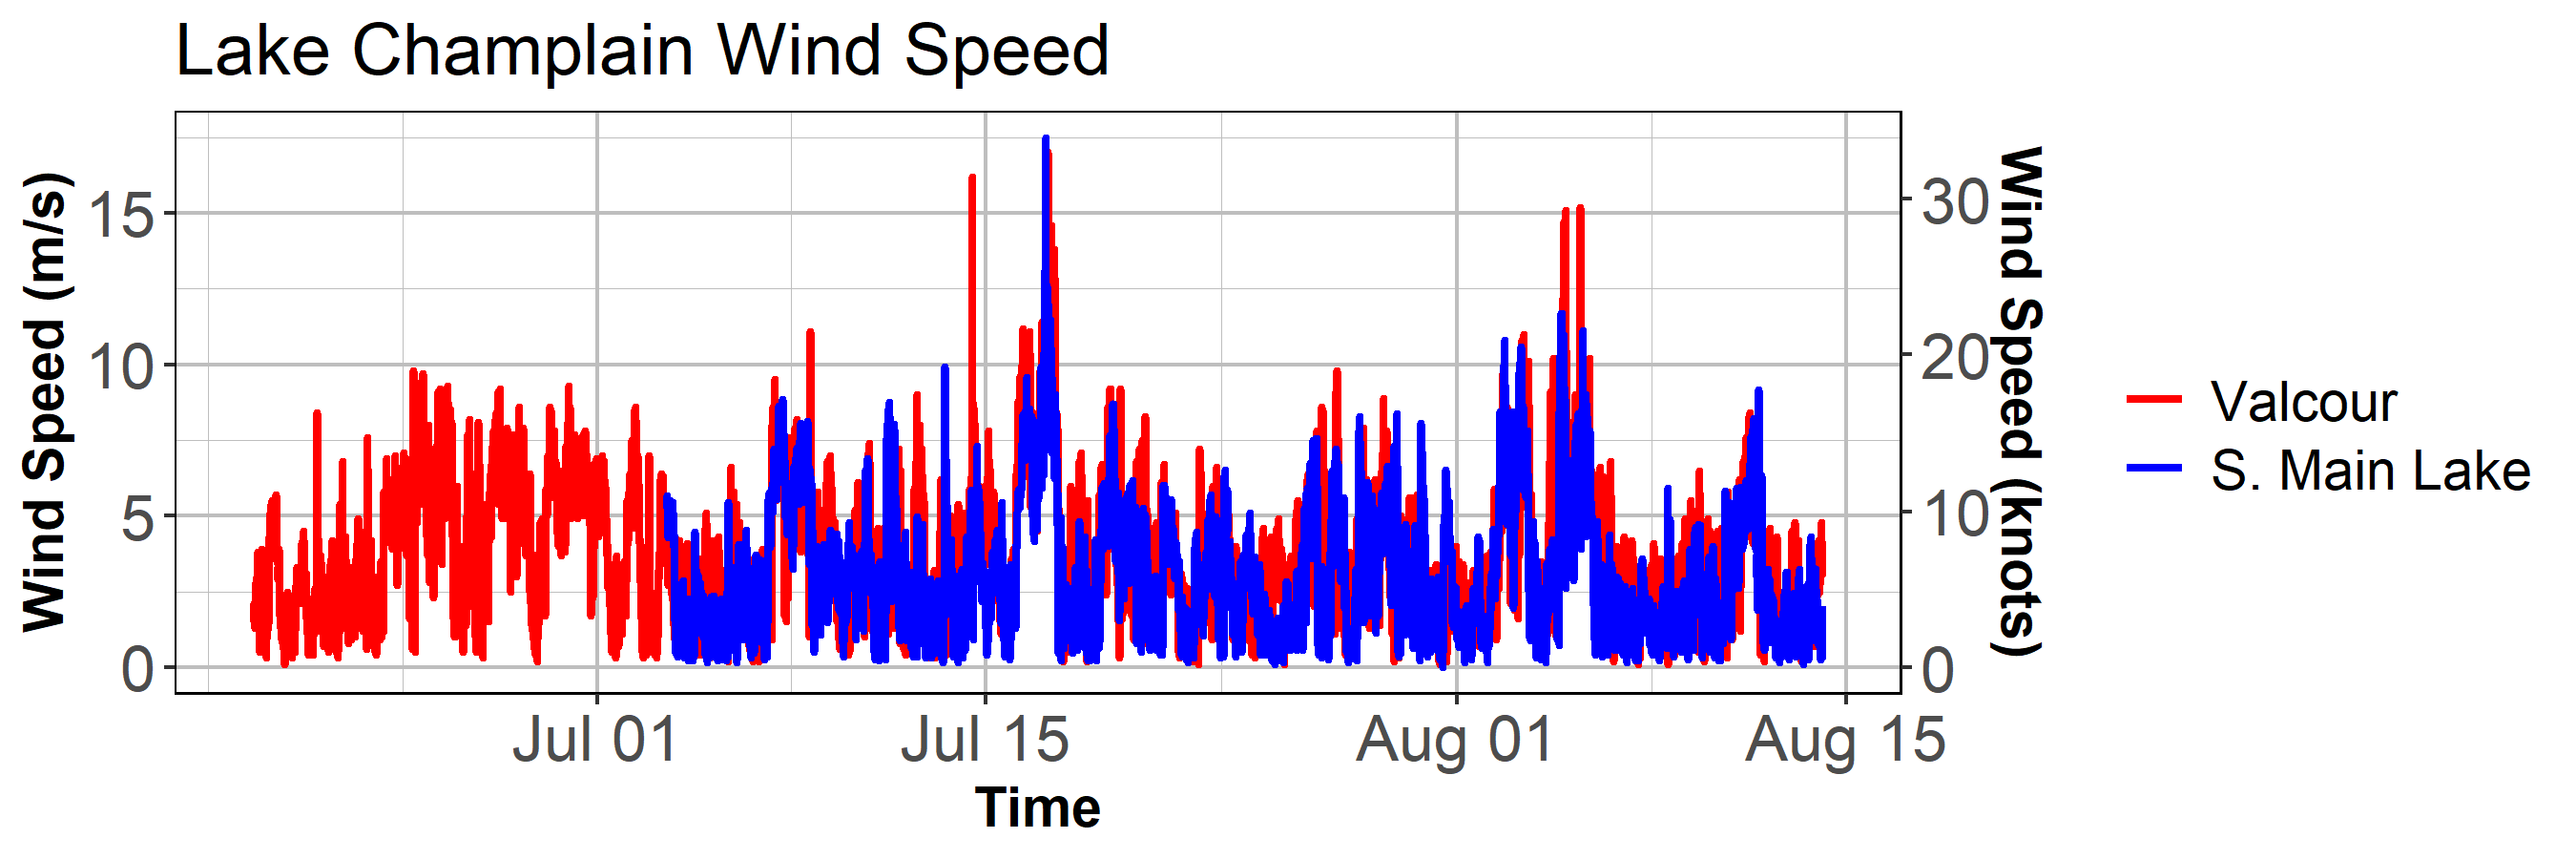 Lake Champlain Wind Speed
Wind Speed (m/s)
15
10
5
0
30
20
10
0
Wind Speed (knots)
Jul 01
Jul 15
Aug 01
Aug 15
Time
Valcour
S. Main Lake